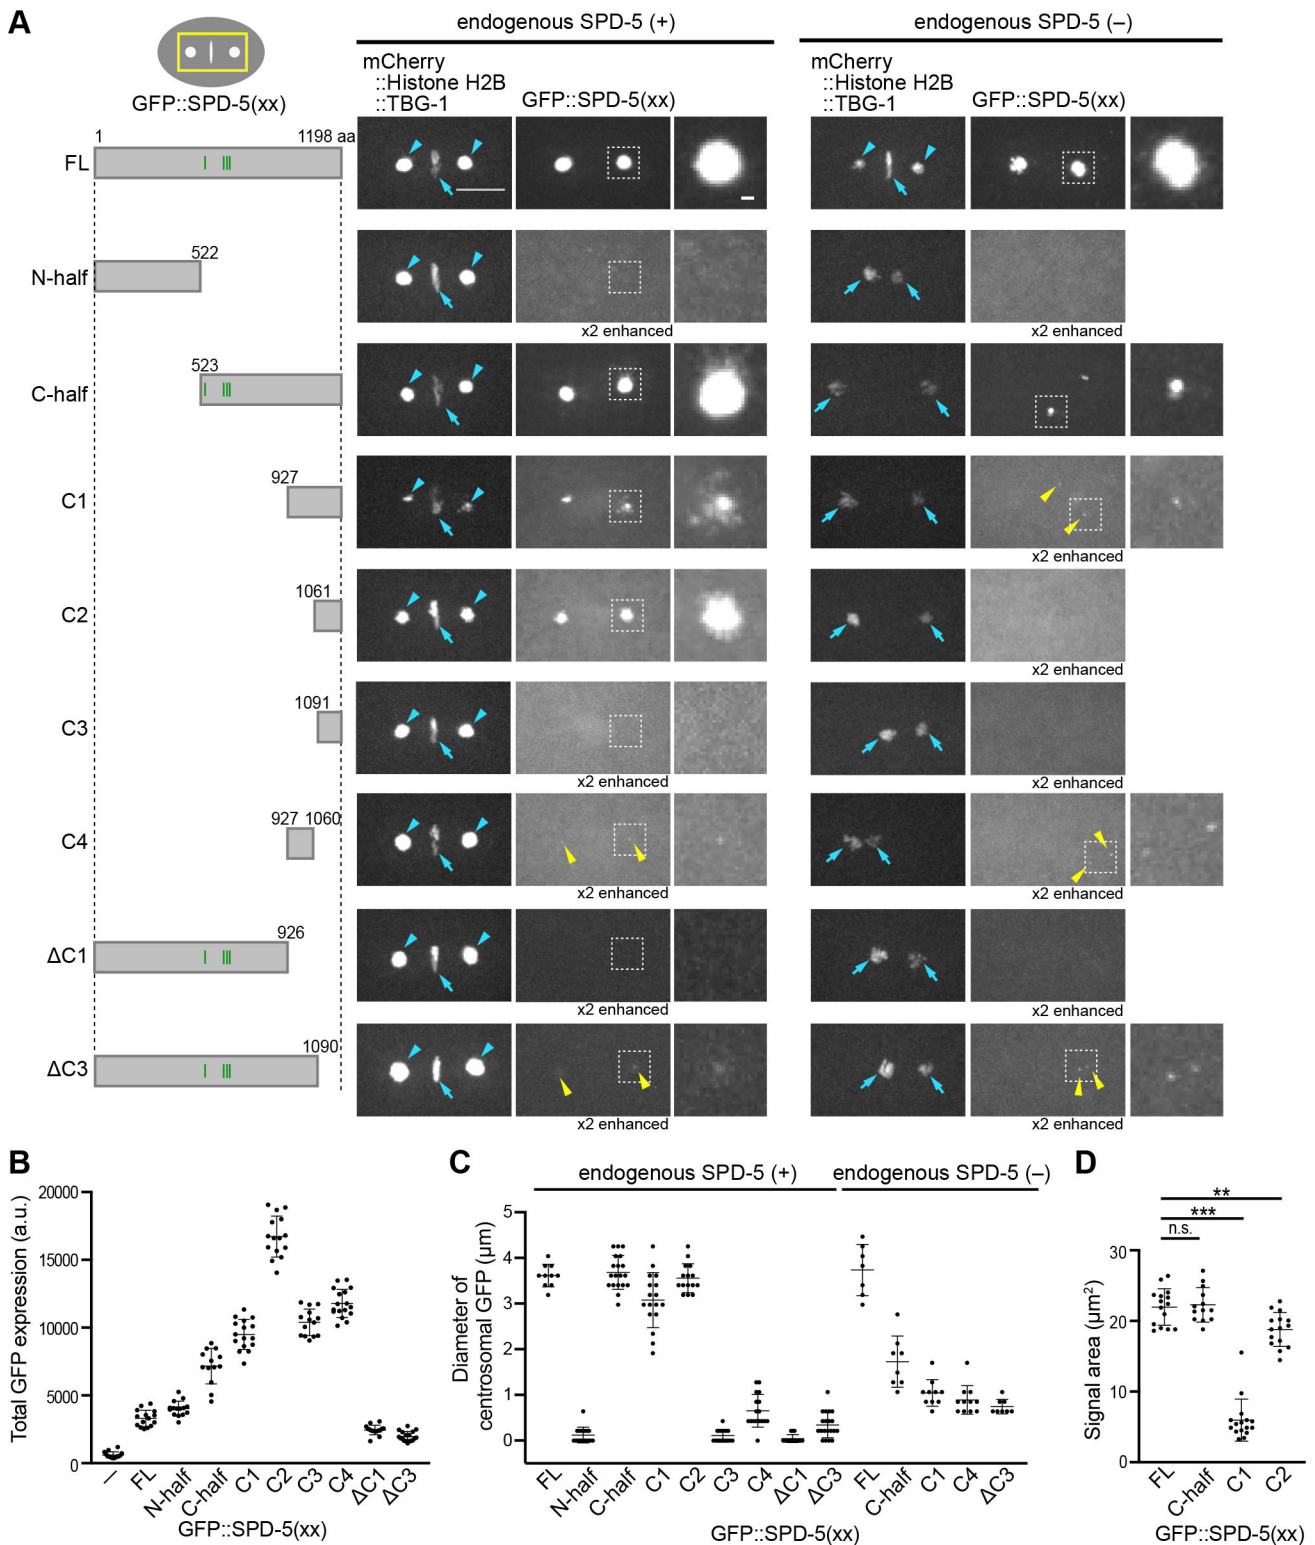 A
endogenous SPD-5 (+)
endogenous SPD-5 (–)
mCherry
::Histone H2B
::TBG-1
GFP::SPD-5(xx)
mCherry
::Histone H2B
::TBG-1
GFP::SPD-5(xx)
GFP::SPD-5(xx)
1
1198 aa
FL
522
N-half
x2 enhanced
x2 enhanced
523
C-half
927
C1
x2 enhanced
1061
C2
x2 enhanced
1091
C3
x2 enhanced
x2 enhanced
927 1060
C4
x2 enhanced
x2 enhanced
926
ΔC1
x2 enhanced
x2 enhanced
1090
ΔC3
x2 enhanced
x2 enhanced
B
Total GFP expression (a.u.)
20000
15000
10000
5000
0
–
FL
N-half
C-half
C1
C2
C3
C4
ΔC1
ΔC3
GFP::SPD-5(xx)
C
endogenous SPD-5 (+)
endogenous SPD-5 (–)
Diameter of
centrosomal GFP (μm)
5
4
3
2
1
0
FL
N-half
C-half
C1
C2
C3
C4
ΔC1
ΔC3
FL
C-half
C1
C4
ΔC3
GFP::SPD-5(xx)
D
**
***
n.s.
Signal area (μm²)
30
20
10
0
FL
C-half
C1
C2
GFP::SPD-5(xx)